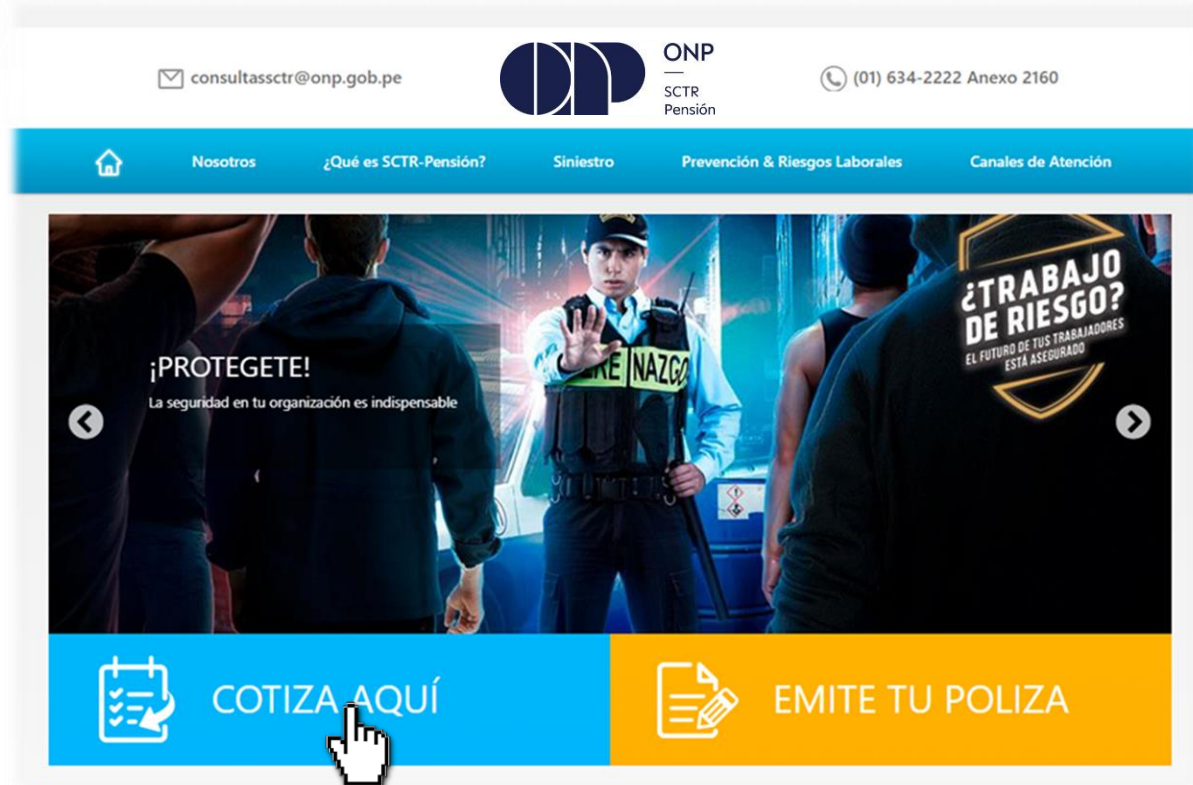 consultassctr@onp.gob.pe
ONP
SCTR
Pensión
(01) 634-2222 Anexo 2160
Nosotros
¿Qué es SCTR-Pensión?
Siniestro
Prevención & Riesgos Laborales
Canales de Atención
¡PROTEGETE!
La seguridad en tu organización es indispensable
ERENAZGO
¿TRABAJO
DE RIESGO?
EL FUTURO DE TUS TRABAJADORES
ESTÁ ASEGURADO
COTIZA AQUÍ
EMITE TU POLIZA